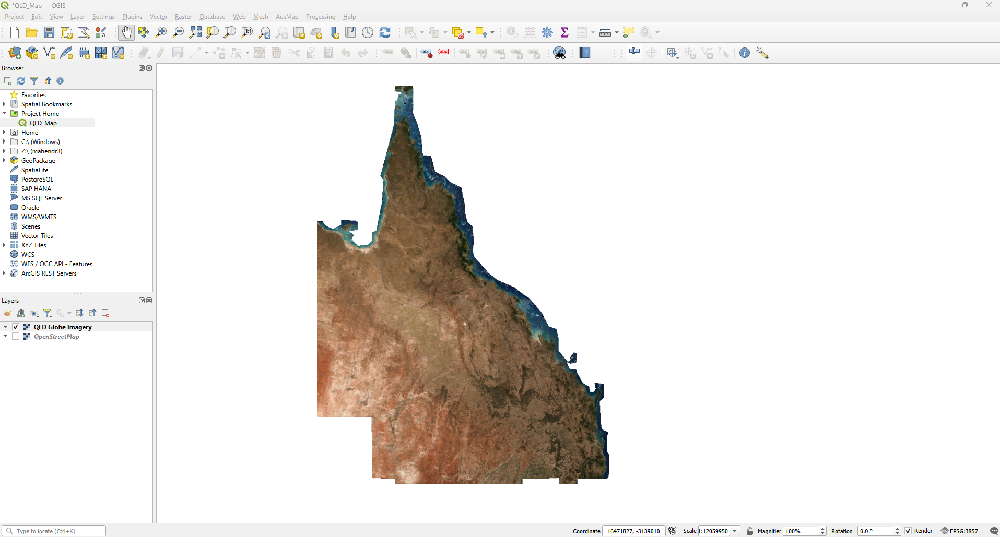 *QLD_Map — QGIS
Project Edit View Layer Settings Plugins Vector Raster Database Web Mesh AusMap Processing Help
Browser
Favorites
Spatial Bookmarks
Project Home
QLD_Map
Home
C:\ (Windows)
Z:\ (mahendr3)
GeoPackage
SpatiaLite
PostgreSQL
SAP HANA
MS SQL Server
Oracle
WMS/WMTS
Scenes
Vector Tiles
XYZ Tiles
WCS
WFS / OGC API - Features
ArcGIS REST Servers
Layers
QLD Globe Imagery
OpenStreetMap
Type to locate (Ctrl+K)
Coordinate 16471827, -3139010 Scale 1:12059950 Magnifier 100% Rotation 0.0 ° Render EPSG:3857